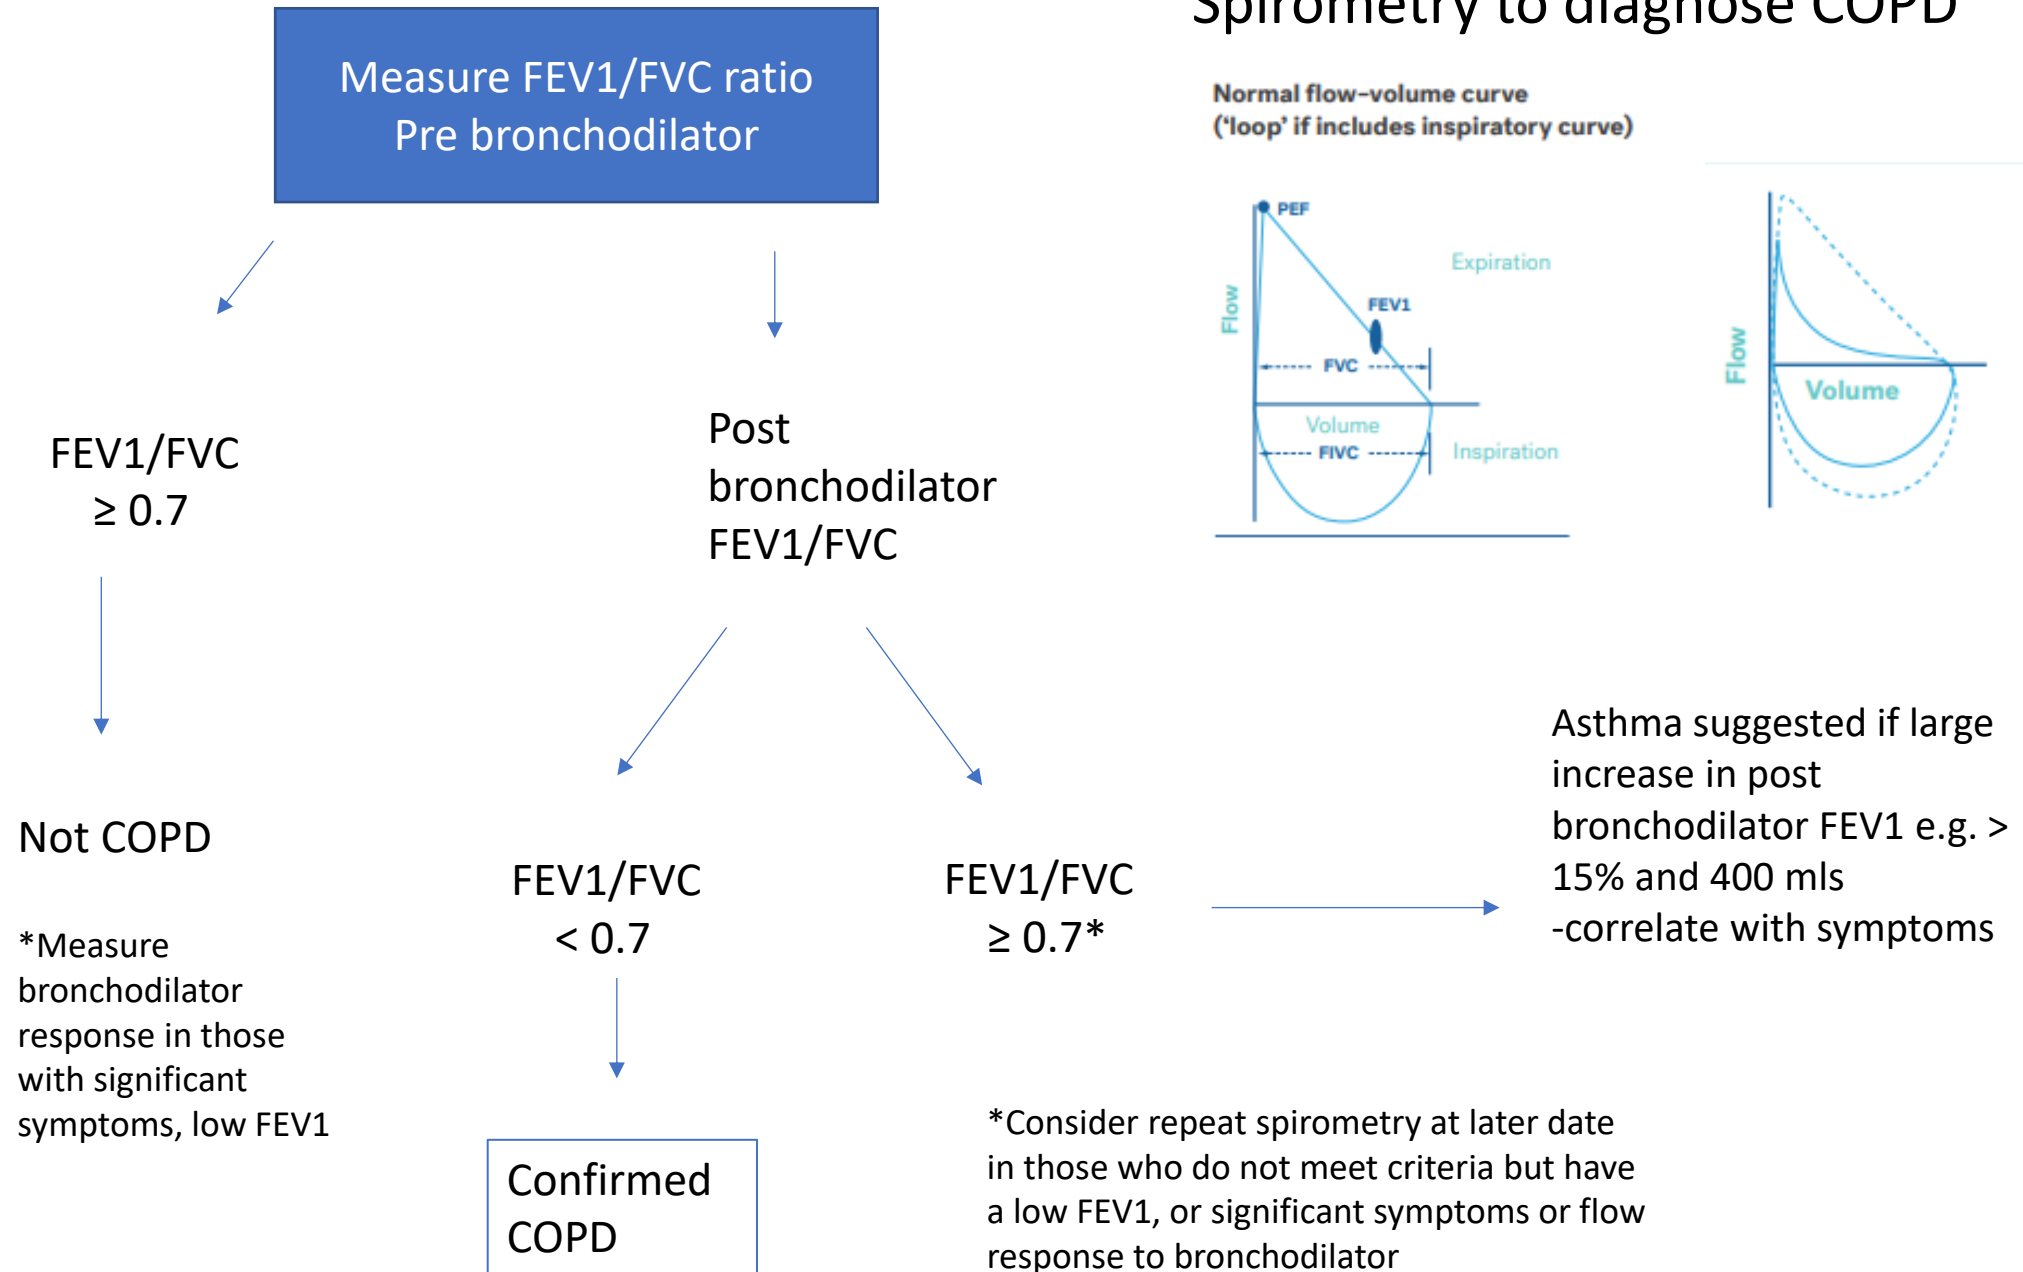 Spirometry to diagnose COPD
Measure FEV1/FVC ratio
Pre bronchodilator
Normal flow-volume curve
('loop' if includes inspiratory curve)
PEF
Expiration
Flow
FEV1
FVC
Volume
FIVC
Inspiration
Flow
Volume
FEV1/FVC
≥ 0.7
Post
bronchodilator
FEV1/FVC
Not COPD
*Measure
bronchodilator
response in those
with significant
symptoms, low FEV1
FEV1/FVC
< 0.7
FEV1/FVC
≥ 0.7*
Asthma suggested if large
increase in post
bronchodilator FEV1 e.g. >
15% and 400 mls
-correlate with symptoms
Confirmed
COPD
*Consider repeat spirometry at later date
in those who do not meet criteria but have
a low FEV1, or significant symptoms or flow
response to bronchodilator